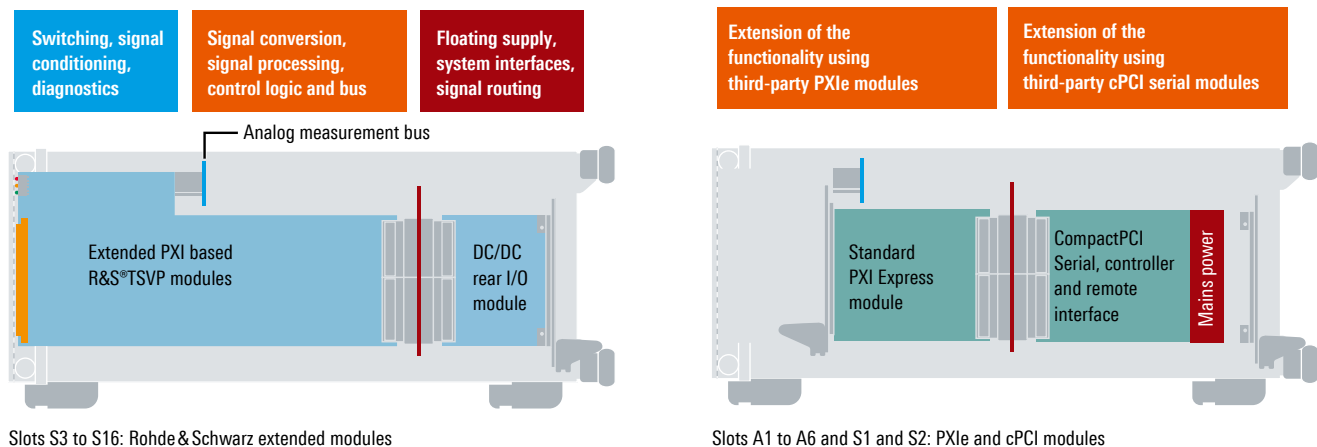 Switching, signal
conditioning,
diagnostics
Signal conversion,
signal processing,
control logic and bus
Floating supply,
system interfaces,
signal routing
Extension of the
functionality using
third-party PXIe modules
Extension of the
functionality using
third-party cPCI serial modules
Analog measurement bus
Extended PXI based
R&S®TSVP modules
DC/DC
rear I/O
module
Standard
PXI Express
module
CompactPCI
Serial, controller
and remote
interface
Mains power
Slots S3 to S16: Rohde & Schwarz extended modules
Slots A1 to A6 and S1 and S2: PXIe and cPCI modules